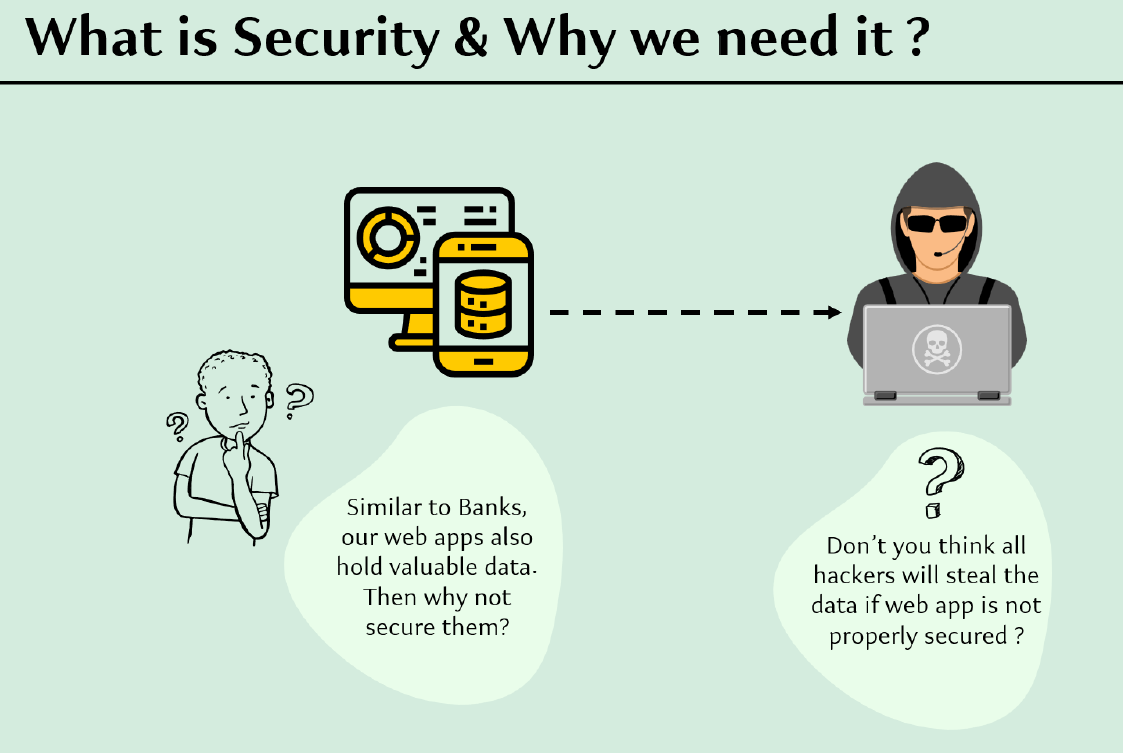 What is Security & Why we need it ?
?
?
Similar to Banks,
our web apps also
hold valuable data.
Then why not
secure them?
?
Don't you think all
hackers will steal the
data if web app is not
properly secured ?